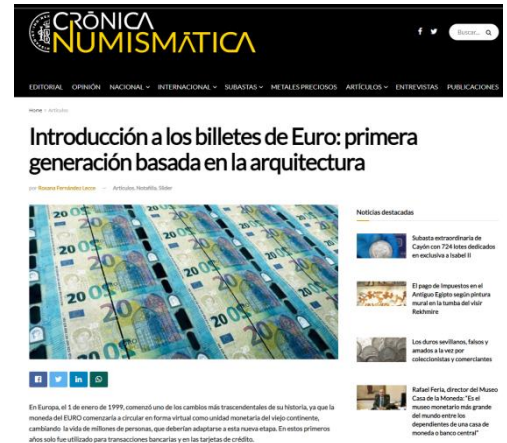 CRŌNICA
NUMISMĀTICA
Buscar...
EDITORIAL OPINIÓN NACIONAL INTERNACIONAL SUBASTAS METALES PRECIOSOS ARTÍCULOS ENTREVISTAS PUBLICACIONES
Home > Artículos
Introducción a los billetes de Euro: primera
generación basada en la arquitectura
por Roxana Fernández Lecce — Artículos, Notafilia, Slider
Noticias destacadas
Subasta extraordinaria de
Cayón con 724 lotes dedicados
en exclusiva a Isabel II
El pago de Impuestos en el
Antiguo Egipto según pintura
mural en la tumba del visir
Rekhmire
Los duros sevillanos, falsos y
amados a la vez por
coleccionistas y comerciantes
Rafael Feria, director del Museo
Casa de la Moneda: "Es el
museo monetario más grande
del mundo entre los
dependientes de una casa de
moneda o banco central"
20
20
20
20
20
En Europa, el 1 de enero de 1999, comenzó uno de los cambios más trascendentales de su historia, ya que la
moneda del EURO comenzaría a circular en forma virtual como unidad monetaria del viejo continente,
cambiando la vida de millones de personas, que deberían adaptarse a esta nueva etapa. En estos primeros
años solo fue utilizado para transacciones bancarias y en las tarjetas de crédito.